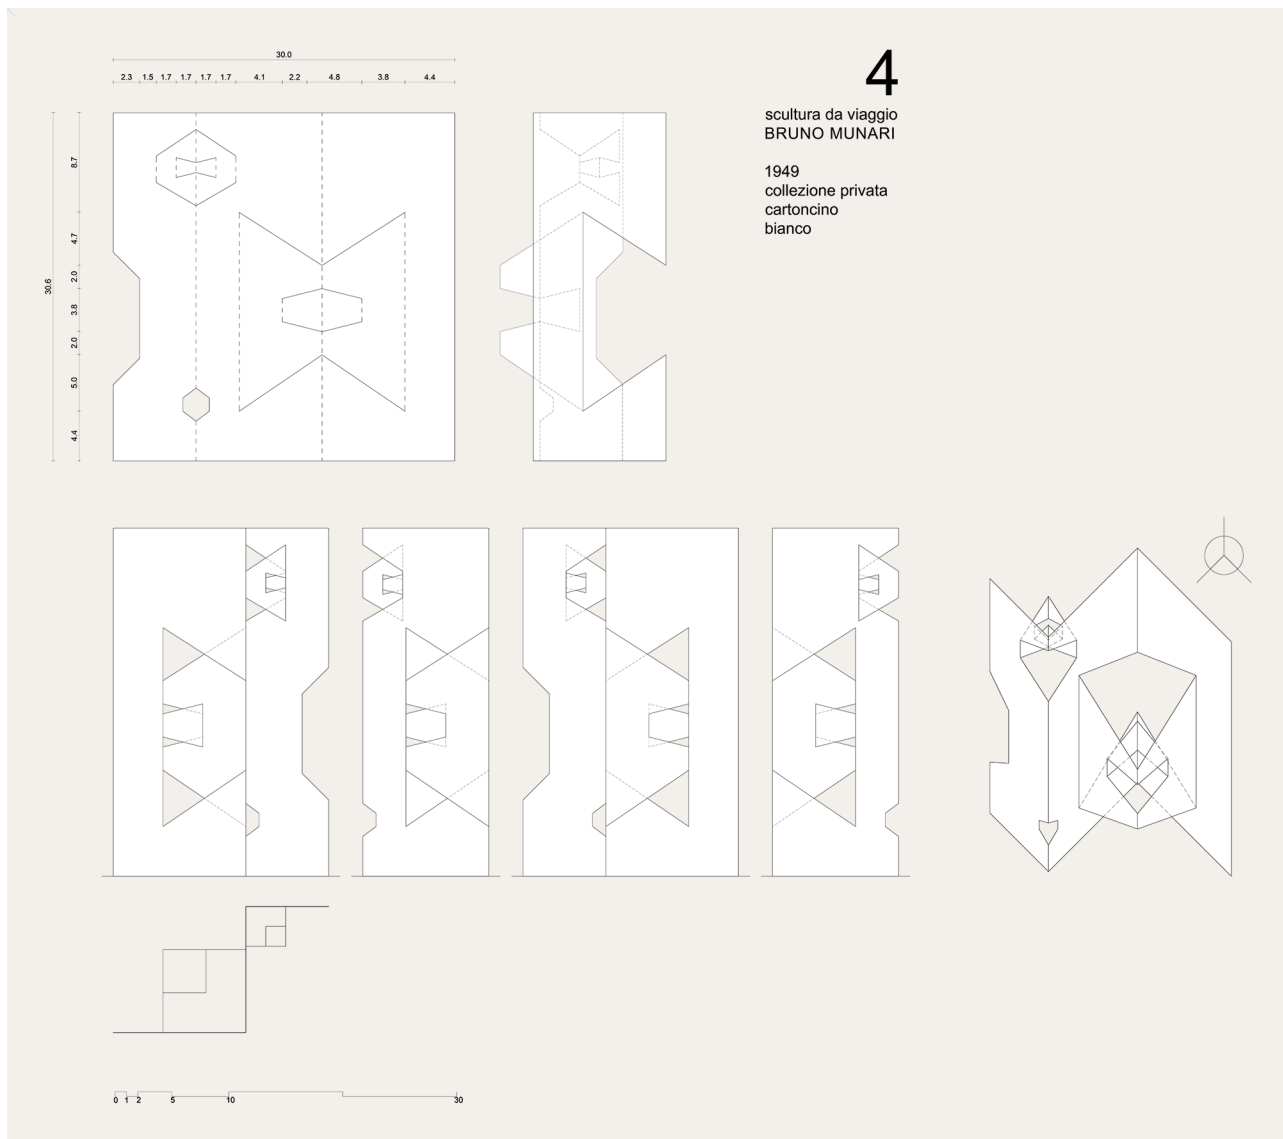 30.0
2.3 1.5 1.7 1.7 1.7 1.7 4.1 2.2 4.8 3.8 4.4
4
scultura da viaggio
BRUNO MUNARI
1949
collezione privata
cartoncino
bianco
30.6
8.7
4.7
2.0
3.8
2.0
5.0
4.4
0 1 2 5 10 30